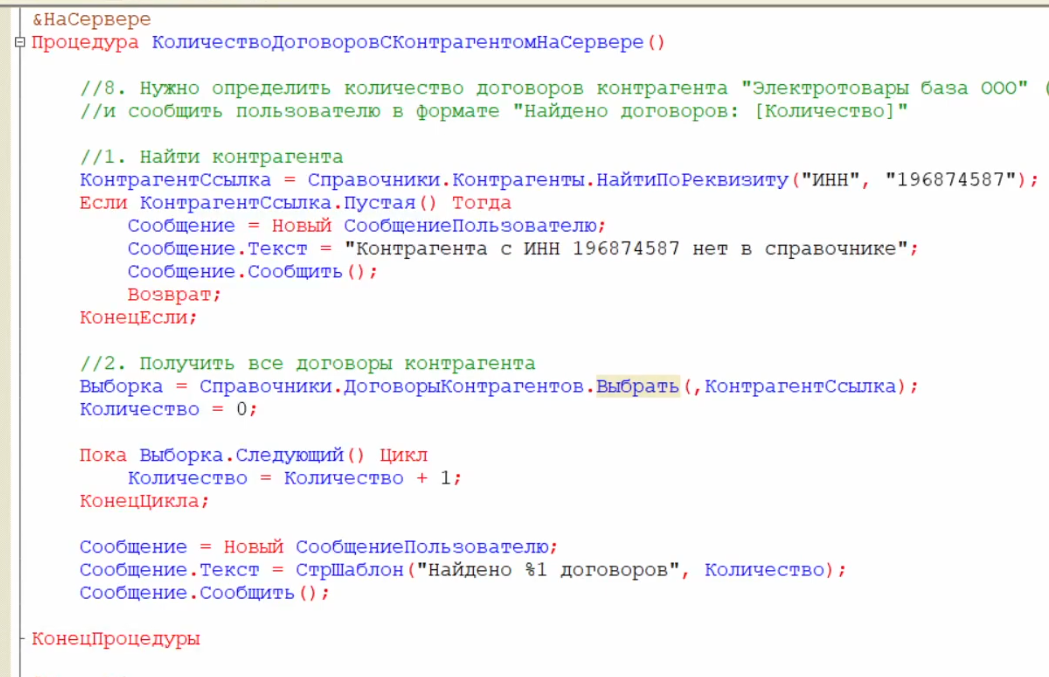 &НаСервере
Процедура КоличествоДоговоровСКонтрагентомНаСервере()
//8. Нужно определить количество договоров контрагента "Электротовары база ООО" (
//и сообщить пользователю в формате "Найдено договоров: [Количество]"
//1. Найти контрагента
КонтрагентСсылка = Справочники.Контрагенты.НайтиПоРеквизиту("ИНН", "196874587");
Если КонтрагентСсылка.Пустая() Тогда
Сообщение = Новый СообщениеПользователю;
Сообщение.Текст = "Контрагента с ИНН 196874587 нет в справочнике";
Сообщение.Сообщить();
Возврат;
КонецЕсли;
//2. Получить все договоры контрагента
Выборка = Справочники.ДоговорыКонтрагентов.Выбрать(,КонтрагентСсылка);
Количество = 0;
Пока Выборка.Следующий() Цикл
Количество = Количество + 1;
КонецЦикла;
Сообщение = Новый СообщениеПользователю;
Сообщение.Текст = СтрШаблон("Найдено %1 договоров", Количество);
Сообщение.Сообщить();
КонецПроцедуры